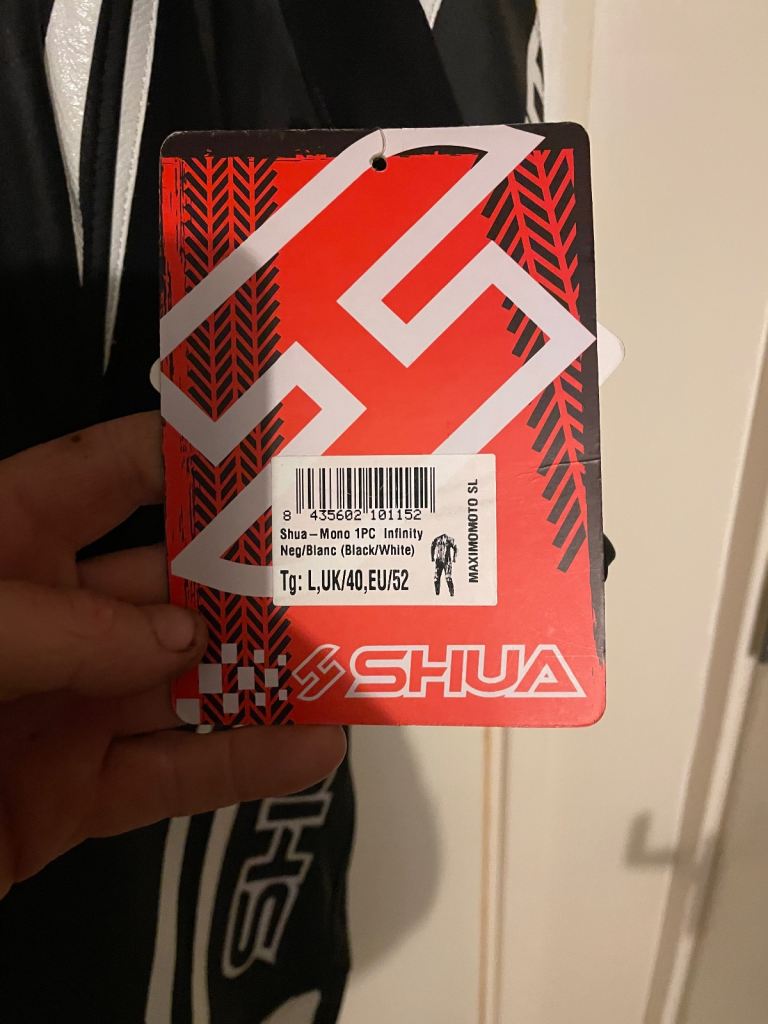 8 435602 101152
Shua-Mono 1PC Infinity
Neg/Blanc (Black/White)
Tg: L,UK/40,EU/52
MAXIMOMOTO SL
SHUA
SHU